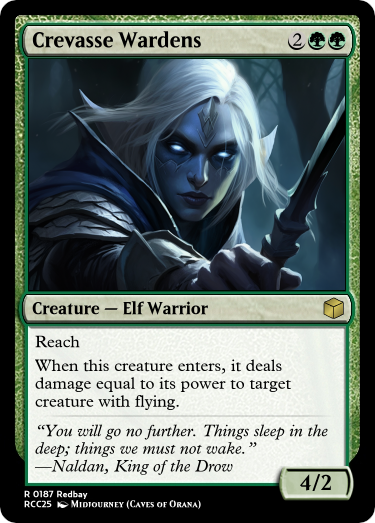 Crevasse Wardens 2
Creature — Elf Warrior
Reach
When this creature enters, it deals
damage equal to its power to target
creature with flying.
“You will go no further. Things sleep in the
deep; things we must not wake.”
—Naldan, King of the Drow
4/2
R 0187 Redbay
RCC25 Midjourney (Caves of Orana)